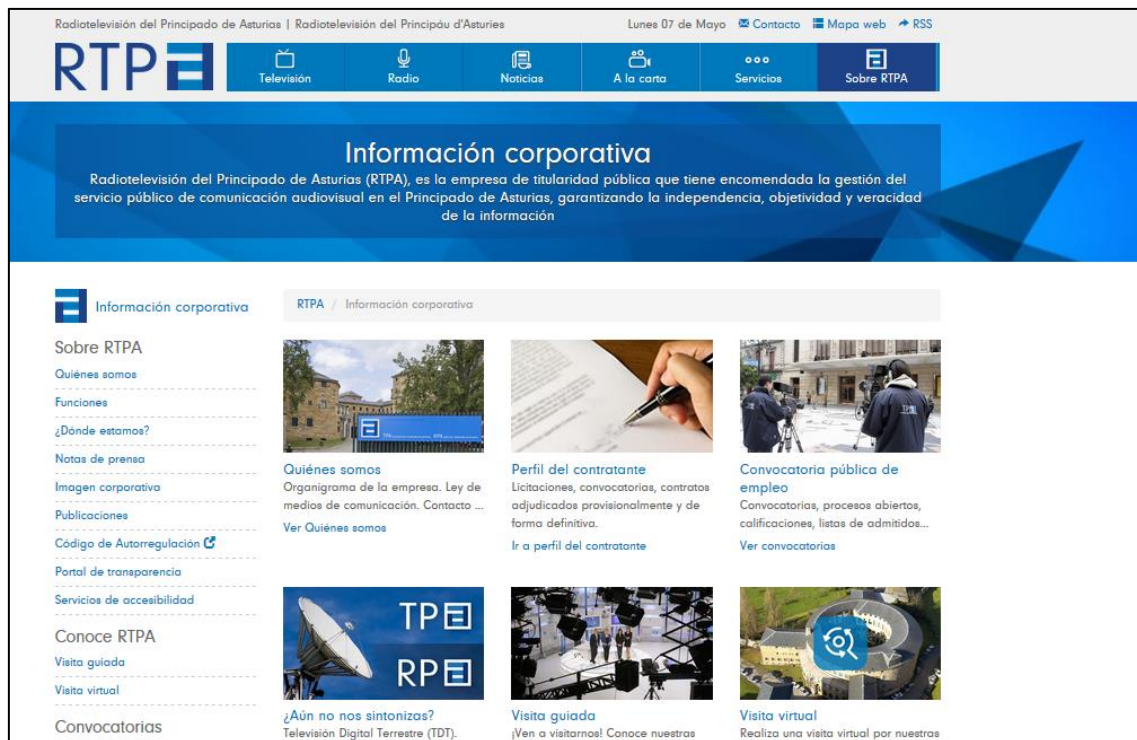 Radiotelevisión del Principado de Asturias | Radiotelevisión del Principáu d'Asturies
Lunes 07 de Mayo Contacto Mapa web RSS
RTPA
Televisión Radio Noticias A la carta Servicios Sobre RTPA
Información corporativa
Radiotelevisión del Principado de Asturias (RTPA), es la empresa de titularidad pública que tiene encomendada la gestión del
servicio público de comunicación audiovisual en el Principado de Asturias, garantizando la independencia, objetividad y veracidad
de la información
Información corporativa
Sobre RTPA
Quiénes somos
Funciones
¿Dónde estamos?
Notas de prensa
Imagen corporativa
Publicaciones
Código de Autorregulación
Portal de transparencia
Servicios de accesibilidad
Conoce RTPA
Visita guiada
Visita virtual
Convocatorias
RTPA / Información corporativa
Quiénes somos
Organigrama de la empresa. Ley de
medios de comunicación. Contacto ...
Ver Quiénes somos
Perfil del contratante
Licitaciones, convocatorias, contratos
adjudicados provisionalmente y de
forma definitiva.
Ir a perfil del contratante
TPA
Convocatoria pública de
empleo
Convocatorias, procesos abiertos,
calificaciones, listas de admitidos...
Ver convocatorias
TPA
RPA
¿Aún no nos sintonizas?
Televisión Digital Terrestre (TDT).
Visita guiada
¡Ven a visitarnos! Conoce nuestras
Visita virtual
Realiza una visita virtual por nuestras